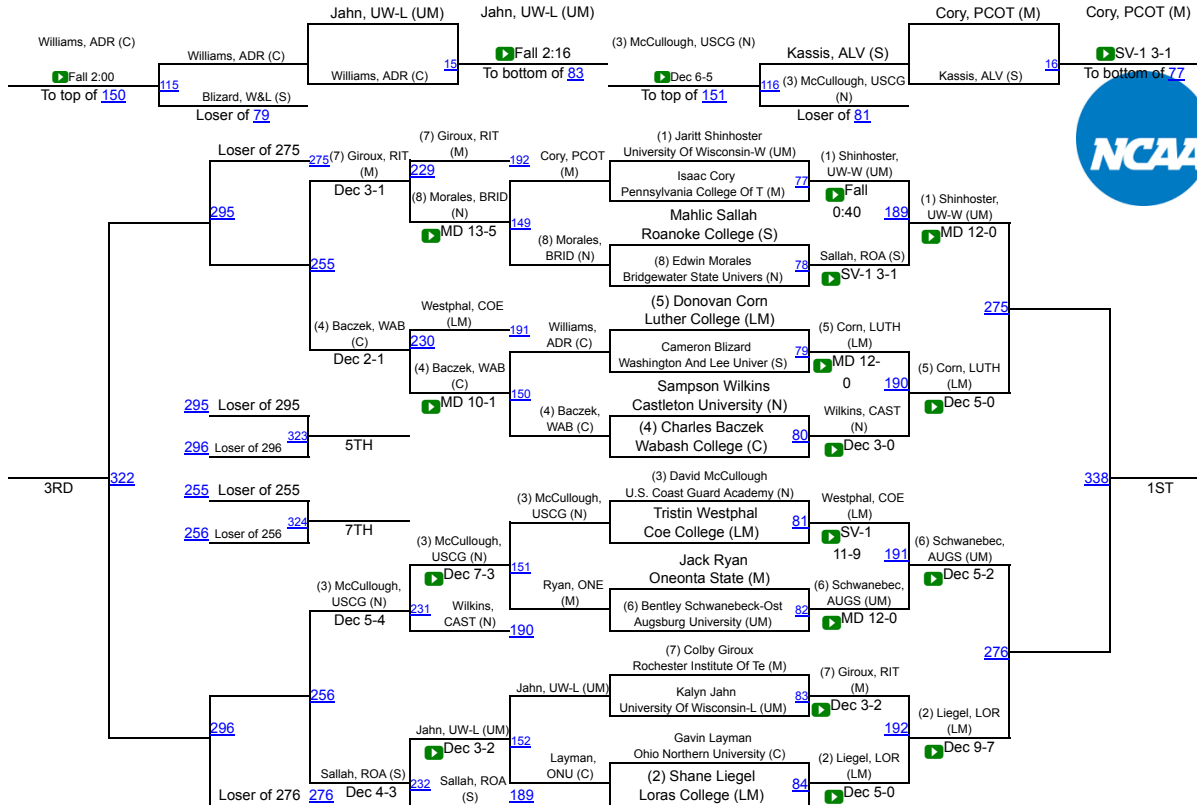 Jahn, UW-L (UM)
Jahn, UW-L (UM)
Cory, PCOT (M)
Cory, PCOT (M)
Williams, ADR (C)
Williams, ADR (C)
Fall 2:00
115
To top of 150
Blizard, W&L (S)
Loser of 79
Williams, ADR (C)
15
Fall 2:16
To bottom of 83
(3) McCullough, USCG (N)
Dec 6-5
To top of 151
Kassis, ALV (S)
116
(3) McCullough, USCG
(N)
Loser of 81
Kassis, ALV (S)
16
SV-1 3-1
To bottom of 77
NCAA
Loser of 275
275
(7) Giroux, RIT
(M)
Dec 3-1
(7) Giroux, RIT
(M)
229
192
(8) Morales, BRID
(N)
MD 13-5
Cory, PCOT
(M)
149
(8) Morales,
BRID (N)
(1) Jaritt Shinhoster
University Of Wisconsin-W (UM)
Isaac Cory
Pennsylvania College Of T (M)
77
Mahlic Sallah
Roanoke College (S)
(8) Edwin Morales
Bridgewater State Univers (N)
78
(1) Shinhoster,
UW-W (UM)
Fall
0:40
189
Sallah, ROA (S)
SV-1 3-1
(1) Shinhoster,
UW-W (UM)
MD 12-0
295
255
275
(4) Baczek, WAB
(C)
Dec 2-1
Westphal, COE
(LM)
230
191
(4) Baczek, WAB
(C)
MD 10-1
Williams,
ADR (C)
150
(4) Baczek,
WAB (C)
(5) Donovan Corn
Luther College (LM)
Cameron Blizard
Washington And Lee Univer (S)
79
Sampson Wilkins
Castleton University (N)
(4) Charles Baczek
Wabash College (C)
80
(5) Corn, LUTH
(LM)
MD 12-
0
190
Wilkins, CAST
(N)
Dec 3-0
(5) Corn, LUTH
(LM)
Dec 5-0
295 Loser of 295
323
5TH
296 Loser of 296
3RD
322
255 Loser of 255
324
7TH
256 Loser of 256
338
1ST
(3) McCullough,
USCG (N)
Dec 5-4
(3) McCullough,
USCG (N)
Dec 7-3
231
Wilkins,
CAST (N)
190
(3) McCullough,
USCG (N)
151
Ryan, ONE
(M)
(3) David McCullough
U.S. Coast Guard Academy (N)
Tristin Westphal
Coe College (LM)
81
Jack Ryan
Oneonta State (M)
(6) Bentley Schwanebeck-Ost
Augsburg University (UM)
82
Westphal, COE
(LM)
SV-1
11-9
191
(6) Schwanebec,
AUGS (UM)
MD 12-0
(6) Schwanebec,
AUGS (UM)
Dec 5-2
276
256
296
Loser of 276 276
Sallah, ROA (S)
Dec 4-3
Jahn, UW-L (UM)
Dec 3-2
232
Sallah, ROA
(S)
189
Jahn, UW-L (UM)
152
Layman,
ONU (C)
(7) Colby Giroux
Rochester Institute Of Te (M)
Kalyn Jahn
University Of Wisconsin-L (UM)
83
Gavin Layman
Ohio Northern University (C)
(2) Shane Liegel
Loras College (LM)
84
(7) Giroux, RIT
(M)
Dec 3-2
192
(2) Liegel, LOR
(LM)
Dec 5-0
(2) Liegel, LOR
(LM)
Dec 9-7